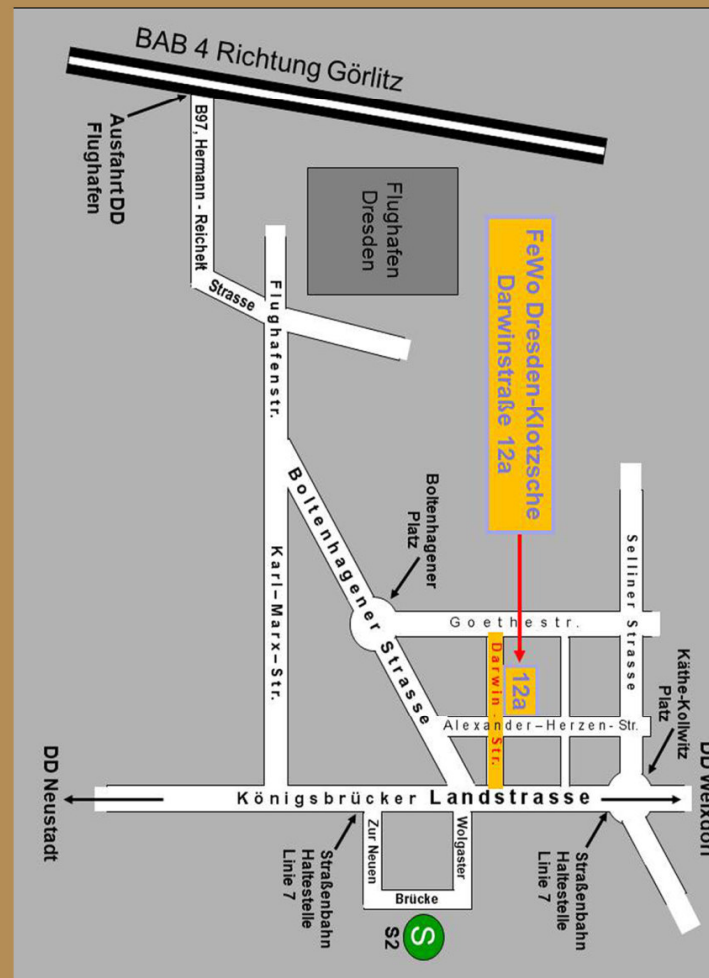 BAB 4 Richtung Görlitz
Ausfahrt DD
Flughafen
B97, Hermann - Reichelt
Strasse
Flughafen
Dresden
FeWo Dresden-Klotzsche
Darwinstraße 12a
Flughafenstr.
Boltenhagener
Platz
Boltenhagener Strasse
Karl-Marx-Str.
Selliner Strasse
Goethestr.
Darwin - Str.
12a
Alexander-Herzen-Str.
Käthe-Kollwitz
Platz
DD Weixdorf
DD Neustadt
Königsbrücker Landstrasse
Straßenbahn
Haltestelle
Linie 7
Zur Neuen
Brücke
Wolgaster
Straßenbahn
Haltestelle
Linie 7
S
S2